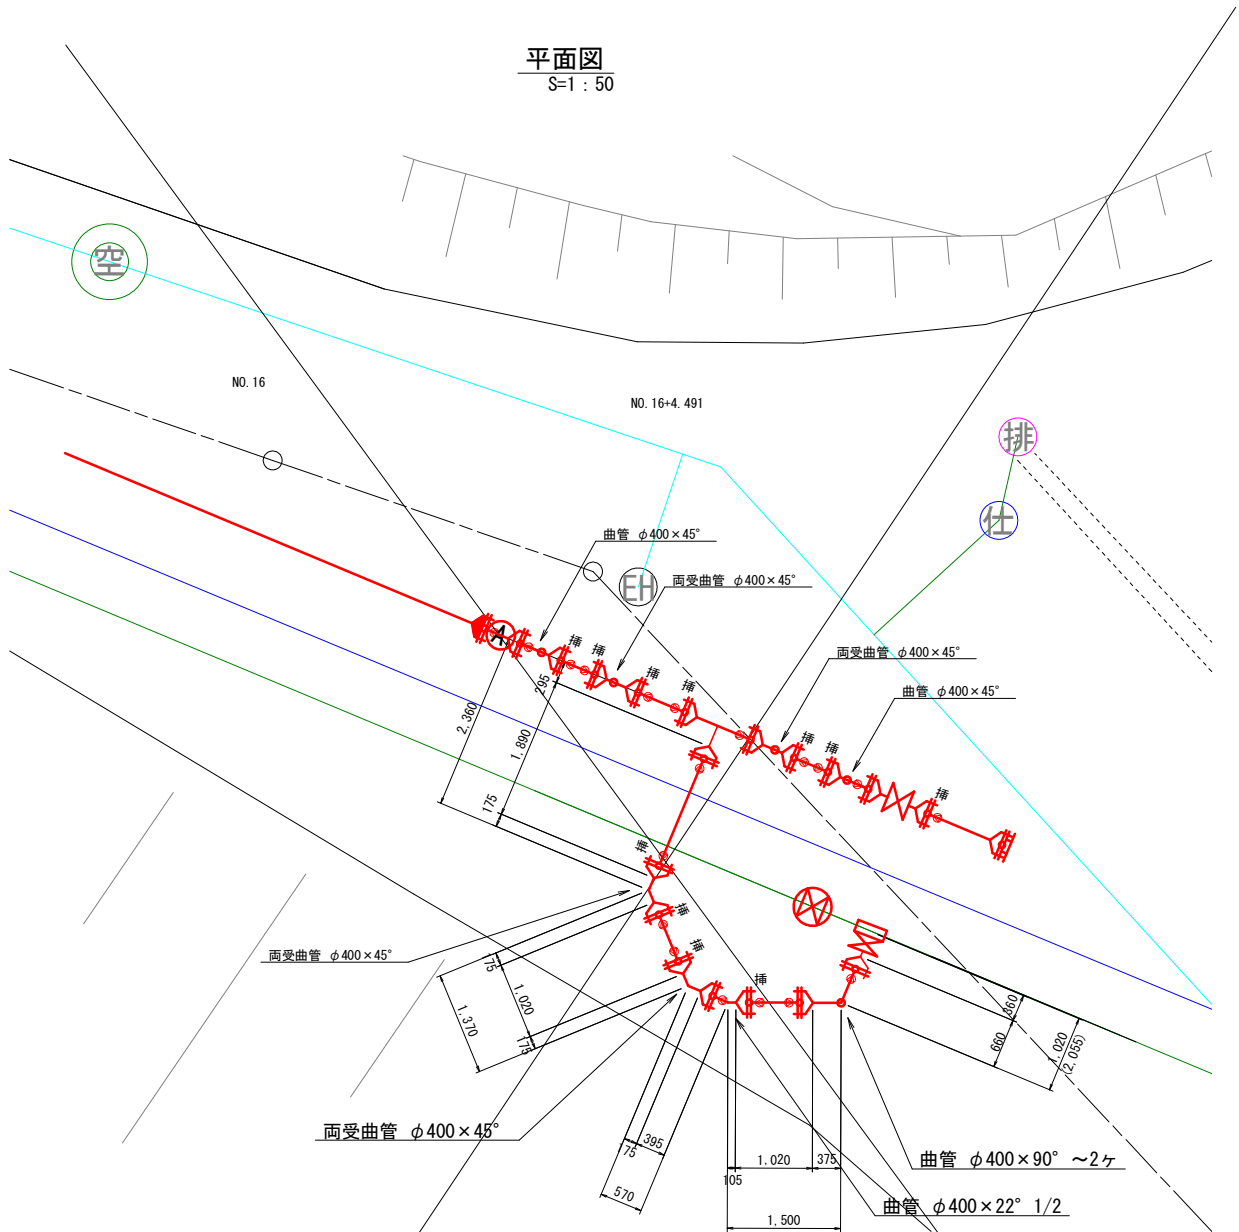 平面図
S=1:50
空
NO. 16
NO. 16+4.491
排
仕
曲管 φ400×45°
EH
両受曲管 φ400×45°
A
挿
挿
挿
挿
両受曲管 φ400×45°
曲管 φ400×45°
挿
挿
挿
295
2,360
1,890
175
挿
挿
挿
挿
両受曲管 φ400×45°
175
1,020
1,370
175
360
660
1,020
(2,055)
両受曲管 φ400×45°
395
175
570
1,020
375
105
1,500
曲管 φ400×90° ~2ケ
曲管 φ400×22° 1/2